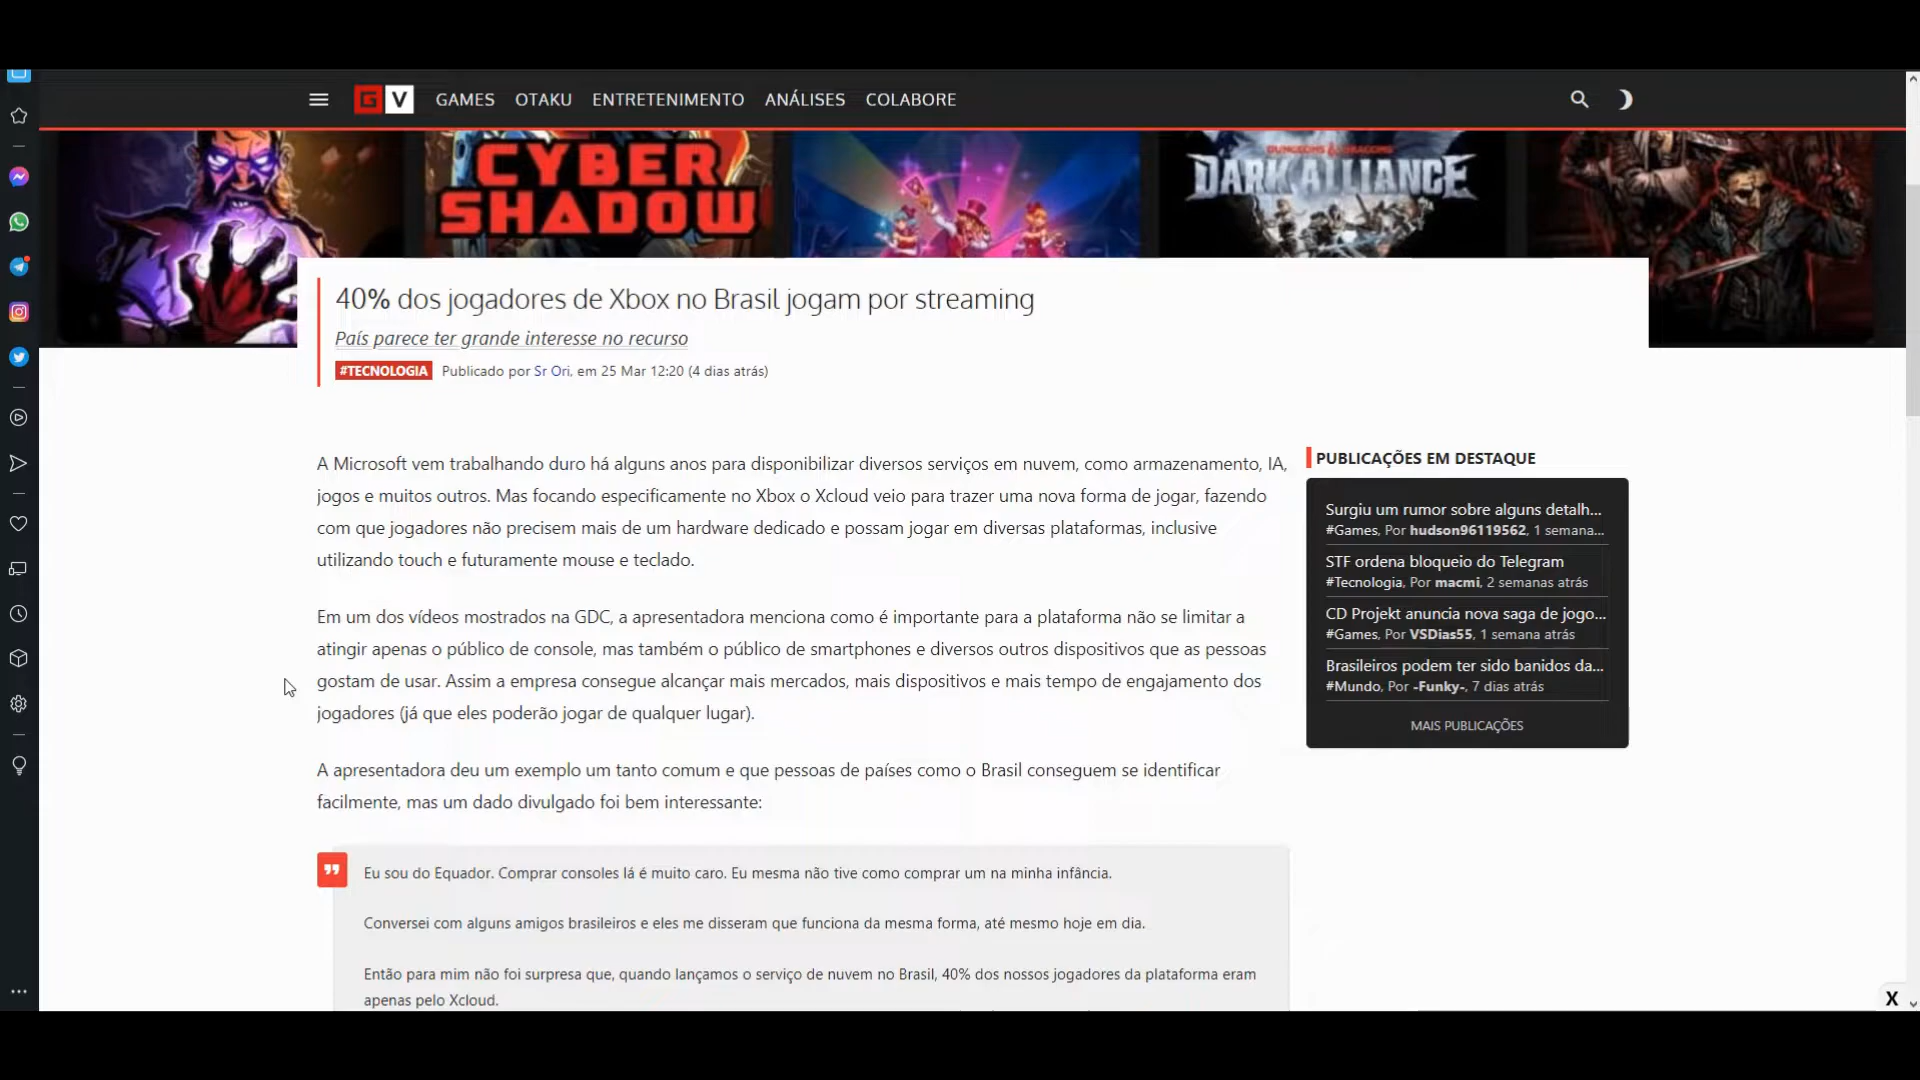 G V GAMES OTAKU ENTRETENIMENTO ANÁLISES COLABORE
CYBER
SHADOW
DUNGEONS & DRAGONS
DARK ALLIANCE
40% dos jogadores de Xbox no Brasil jogam por streaming
País parece ter grande interesse no recurso
#TECNOLOGIA Publicado por Sr Ori, em 25 Mar 12:20 (4 dias atrás)
A Microsoft vem trabalhando duro há alguns anos para disponibilizar diversos serviços em nuvem, como armazenamento, IA,
jogos e muitos outros. Mas focando especificamente no Xbox o Xcloud veio para trazer uma nova forma de jogar, fazendo
com que jogadores não precisem mais de um hardware dedicado e possam jogar em diversas plataformas, inclusive
utilizando touch e futuramente mouse e teclado.
Em um dos vídeos mostrados na GDC, a apresentadora menciona como é importante para a plataforma não se limitar a
atingir apenas o público de console, mas também o público de smartphones e diversos outros dispositivos que as pessoas
gostam de usar. Assim a empresa consegue alcançar mais mercados, mais dispositivos e mais tempo de engajamento dos
jogadores (já que eles poderão jogar de qualquer lugar).
A apresentadora deu um exemplo um tanto comum e que pessoas de países como o Brasil conseguem se identificar
facilmente, mas um dado divulgado foi bem interessante:
Eu sou do Equador. Comprar consoles lá é muito caro. Eu mesma não tive como comprar um na minha infância.
Conversei com alguns amigos brasileiros e eles me disseram que funciona da mesma forma, até mesmo hoje em dia.
Então para mim não foi surpresa que, quando lançamos o serviço de nuvem no Brasil, 40% dos nossos jogadores da plataforma eram
apenas pelo Xcloud.
PUBLICAÇÕES EM DESTAQUE
Surgiu um rumor sobre alguns detalh...
#Games, Por hudson96119562, 1 semana...
STF ordena bloqueio do Telegram
#Tecnologia, Por macmi, 2 semanas atrás
CD Projekt anuncia nova saga de jogo...
#Games, Por VSDias55, 1 semana atrás
Brasileiros podem ter sido banidos da...
#Mundo, Por -Funky-, 7 dias atrás
MAIS PUBLICAÇÕES
X